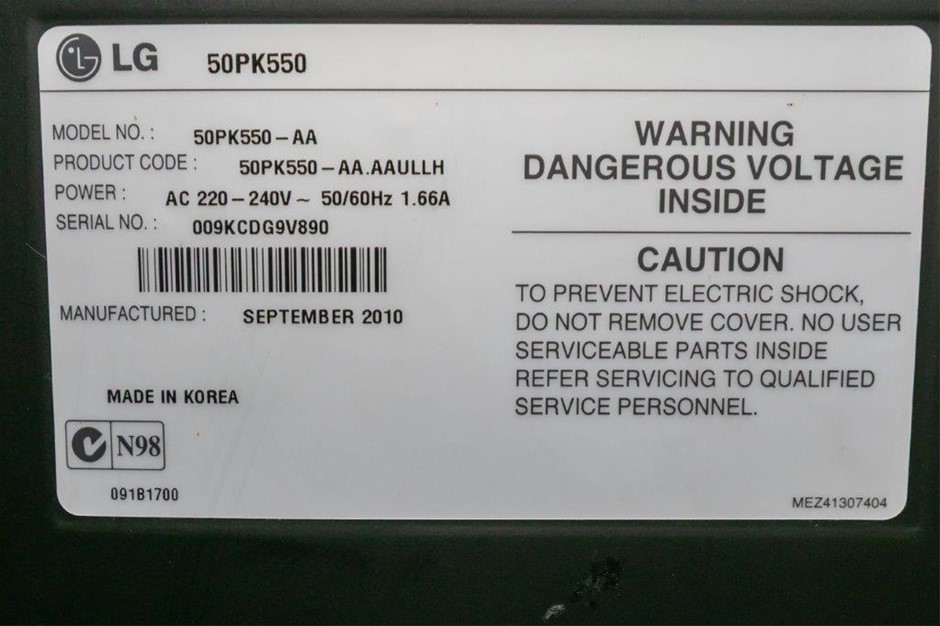 LG 50PK550
MODEL NO. : 50PK550-AA
PRODUCT CODE : 50PK550-AA.AAULLH
POWER : AC 220-240V~ 50/60Hz 1.66A
SERIAL NO. : 009KCDG9V890
MANUFACTURED : SEPTEMBER 2010
MADE IN KOREA
N98
091B1700
WARNING
DANGEROUS VOLTAGE
INSIDE
CAUTION
TO PREVENT ELECTRIC SHOCK,
DO NOT REMOVE COVER. NO USER
SERVICEABLE PARTS INSIDE
REFER SERVICING TO QUALIFIED
SERVICE PERSONNEL.
MEZ41307404